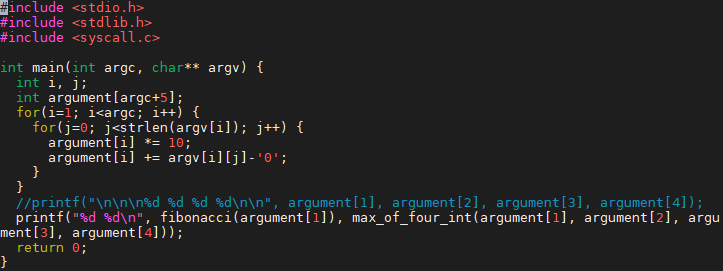 #include <stdio.h>
#include <stdlib.h>
#include <syscall.c>

int main(int argc, char** argv) {
  int i, j;
  int argument[argc+5];
  for(i=1; i<argc; i++) {
    for(j=0; j<strlen(argv[i]); j++) {
      argument[i] *= 10;
      argument[i] += argv[i][j]-'0';
    }
  }
  //printf("\n\n\n%d %d %d %d\n\n", argument[1], argument[2], argument[3], argument[4]);
  printf("%d %d\n", fibonacci(argument[1]), max_of_four_int(argument[1], argument[2], argu
ment[3], argument[4]));
  return 0;
}